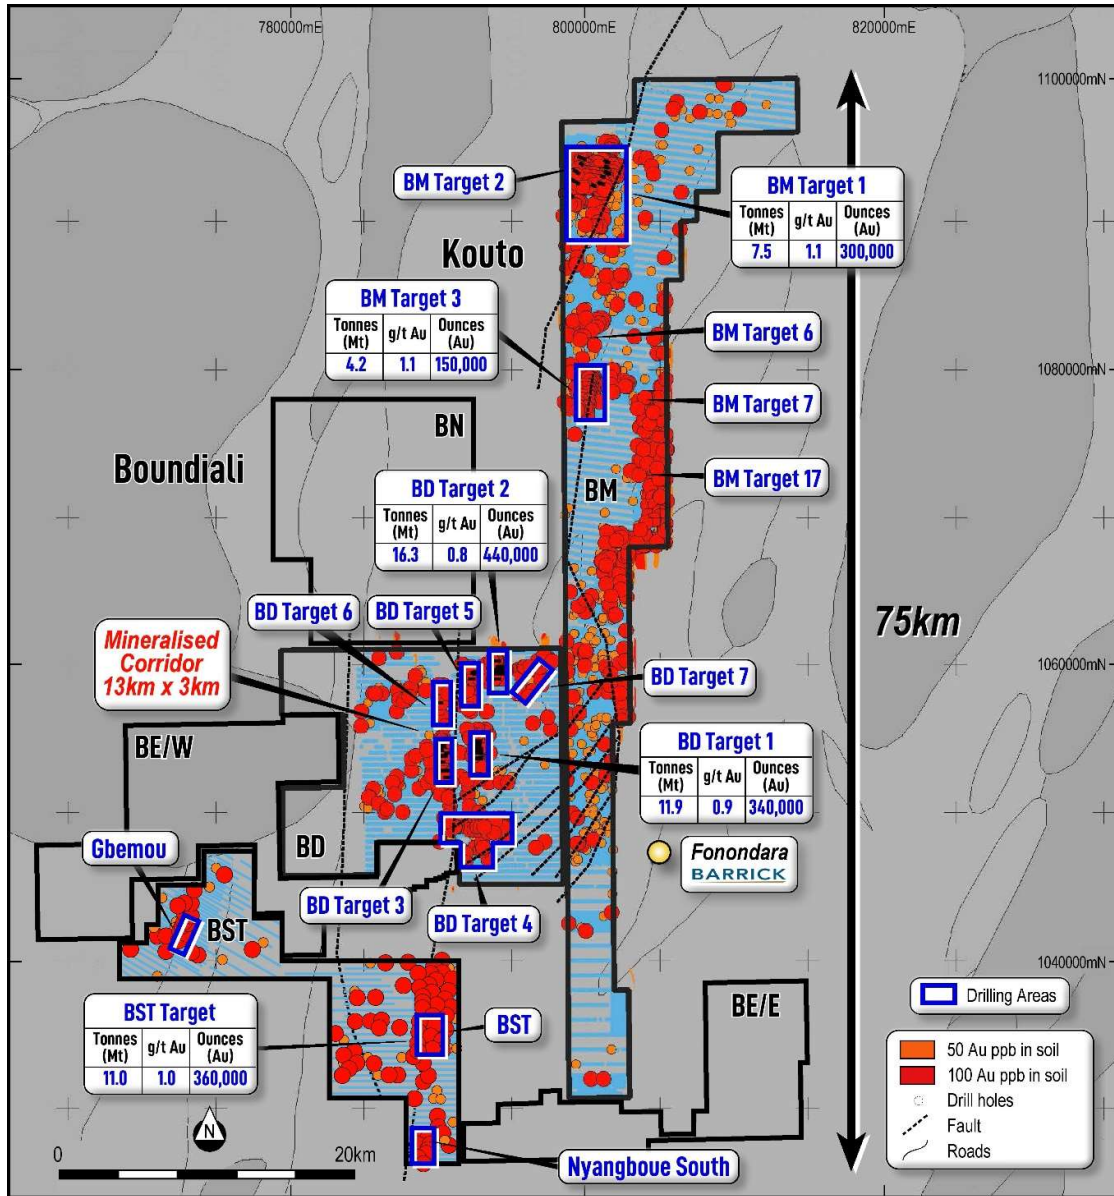 780000mE
800000mE
820000mE
1100000mN
BM Target 2
BM Target 1
Tonnes (Mt) g/t Au Ounces (Au)
7.5 1.1 300,000
Kouto
BM Target 3
Tonnes (Mt) g/t Au Ounces (Au)
4.2 1.1 150,000
BM Target 6
1080000mN
BM Target 7
BN
Boundiali
BM Target 17
BD Target 2
Tonnes (Mt) g/t Au Ounces (Au)
16.3 0.8 440,000
BM
75km
BD Target 6
BD Target 5
Mineralised
Corridor
13km x 3km
1060000mN
BD Target 7
BE/W
BD Target 1
Tonnes (Mt) g/t Au Ounces (Au)
11.9 0.9 340,000
Gbemou
BD
Fonondara
BARRICK
BD Target 3
BD Target 4
BST
1040000mN
BST Target
Tonnes (Mt) g/t Au Ounces (Au)
11.0 1.0 360,000
BST
BE/E
Drilling Areas
50 Au ppb in soil
100 Au ppb in soil
Drill holes
Fault
Roads
N
0 20km
Nyangboue South